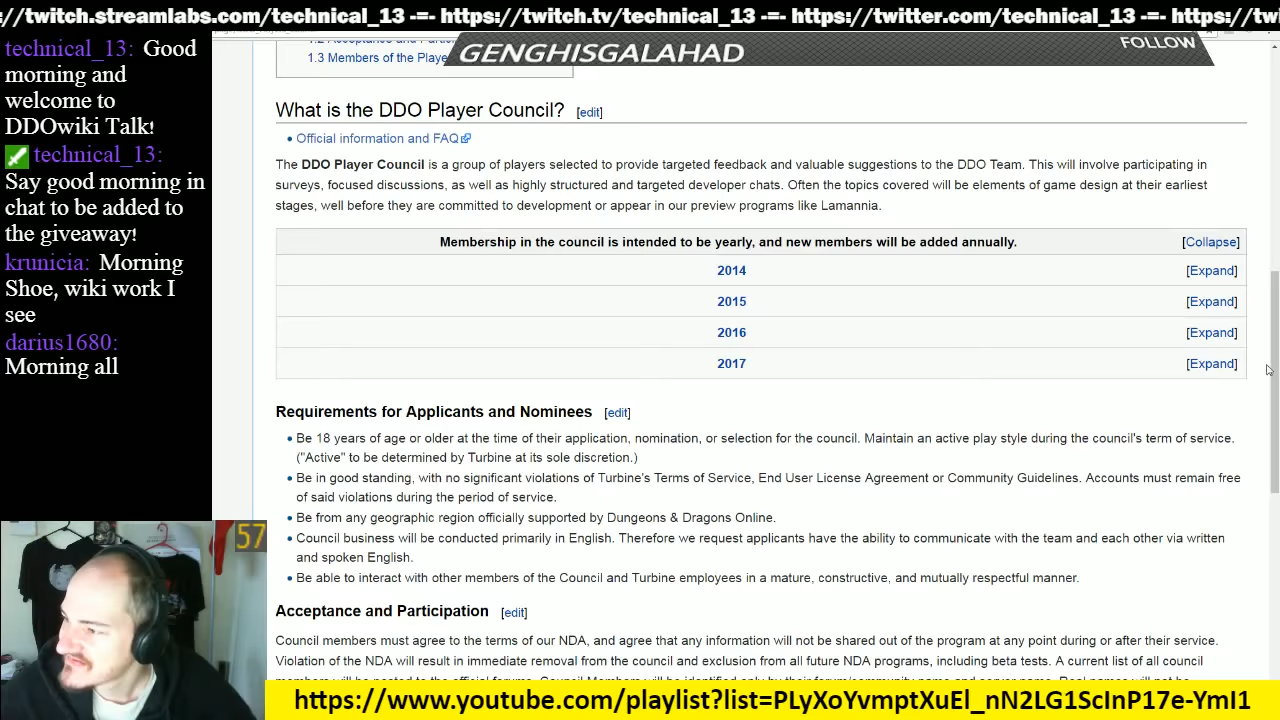 ://twitch.streamlabs.com/technical_13 -=- https://twitch.tv/technical_13 -=- https://twitter.com/technical_13 -=- https://twi
technical_13: Good
morning and
welcome to
DDOwiki Talk!
technical_13:
Say good morning in
chat to be added to
the giveaway!
krunicia: Morning
Shoe, wiki work I
see
darius1680:
Morning all
57
GENGHISGALAHAD
FOLLOW
1.3 Members of the Playe
What is the DDO Player Council? [edit]
• Official information and FAQ
The DDO Player Council is a group of players selected to provide targeted feedback and valuable suggestions to the DDO Team. This will involve participating in
surveys, focused discussions, as well as highly structured and targeted developer chats. Often the topics covered will be elements of game design at their earliest
stages, well before they are committed to development or appear in our preview programs like Lamannia.
Membership in the council is intended to be yearly, and new members will be added annually. [Collapse]
2014 [Expand]
2015 [Expand]
2016 [Expand]
2017 [Expand]
Requirements for Applicants and Nominees [edit]
• Be 18 years of age or older at the time of their application, nomination, or selection for the council. Maintain an active play style during the council's term of service.
("Active" to be determined by Turbine at its sole discretion.)
• Be in good standing, with no significant violations of Turbine's Terms of Service, End User License Agreement or Community Guidelines. Accounts must remain free
of said violations during the period of service.
• Be from any geographic region officially supported by Dungeons & Dragons Online.
• Council business will be conducted primarily in English. Therefore we request applicants have the ability to communicate with the team and each other via written
and spoken English.
• Be able to interact with other members of the Council and Turbine employees in a mature, constructive, and mutually respectful manner.
Acceptance and Participation [edit]
Council members must agree to the terms of our NDA, and agree that any information will not be shared out of the program at any point during or after their service.
Violation of the NDA will result in immediate removal from the council and exclusion from all future NDA programs, including beta tests. A current list of all council
https://www.youtube.com/playlist?list=PLyXoYvmptXuEl_nN2LG1ScInP17e-YmI1